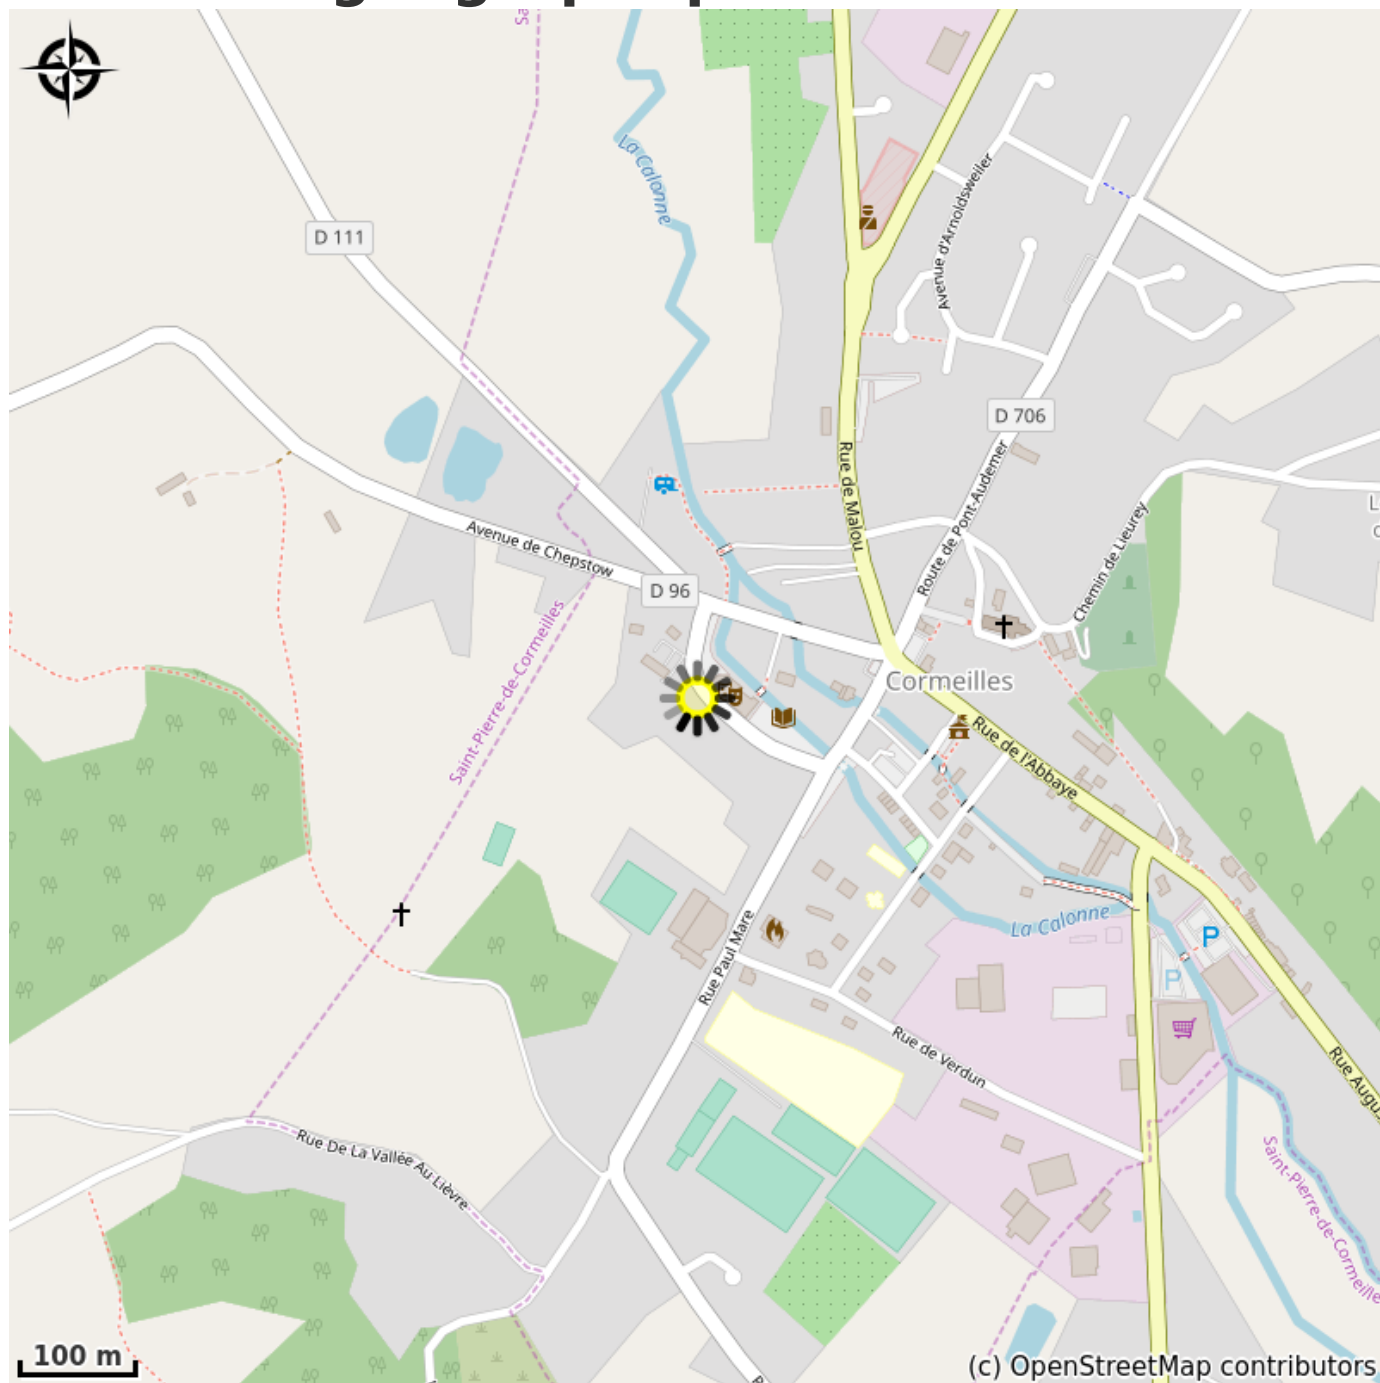 La Calonne
D 111
Avenue d'Arnoldsweiler
D 706
Rue de Malou
Route de Pont-Audemer
Chemin de Lieurey
Avenue de Chepstow
D 96
Saint-Pierre-de-Cormeilles
Cormeilles
Rue de l'Abbaye
La Calonne
Rue Paul Mare
P
P
Rue de Verdun
Rue De La Vallée Au Lièvre
Saint-Pierre-de-Cormeille
100 m
(c) OpenStreetMap contributors